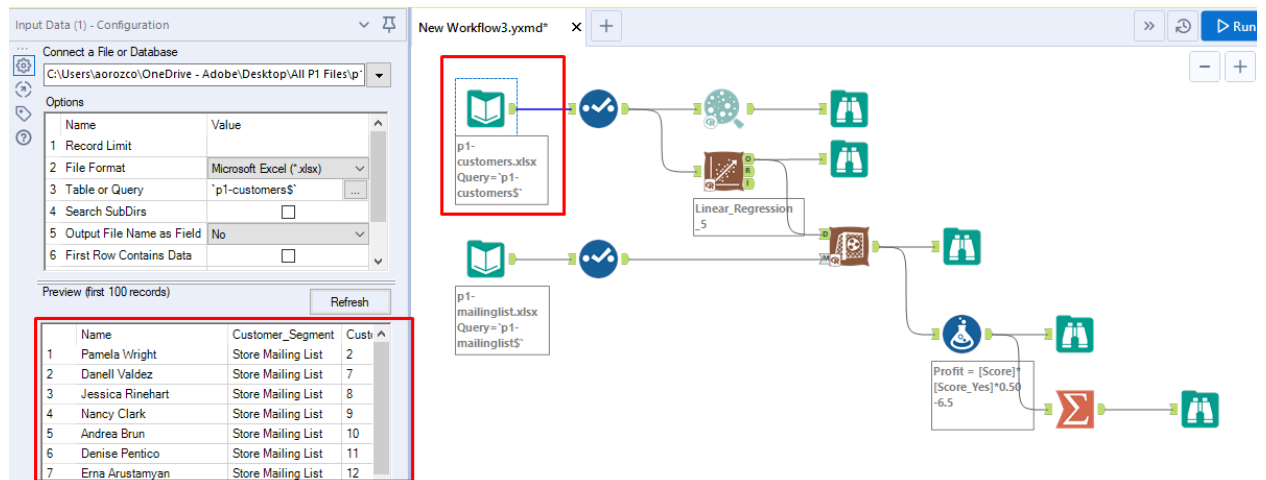 Input Data (1) - Configuration
Connect a File or Database
C:\Users\aorozco\OneDrive - Adobe\Desktop\All P1 Files\p1
Options
Name Value
1 Record Limit
2 File Format Microsoft Excel (*.xlsx)
3 Table or Query `p1-customers$` ...
4 Search SubDirs
5 Output File Name as Field No
6 First Row Contains Data
Preview (first 100 records)
Refresh
Name Customer_Segment Custo
1 Pamela Wright Store Mailing List 2
2 Danell Valdez Store Mailing List 7
3 Jessica Rinehart Store Mailing List 8
4 Nancy Clark Store Mailing List 9
5 Andrea Brun Store Mailing List 10
6 Denise Pentico Store Mailing List 11
7 Erna Arustamyan Store Mailing List 12
New Workflow3.yxmd*
Run
p1-
customers.xlsx
Query=`p1-
customers$`
O
R
I
Linear_Regression
_5
D
M
p1-
mailinglist.xlsx
Query=`p1-
mailinglist$`
Profit = [Score]*
[Score_Yes]*0.50
-6.5